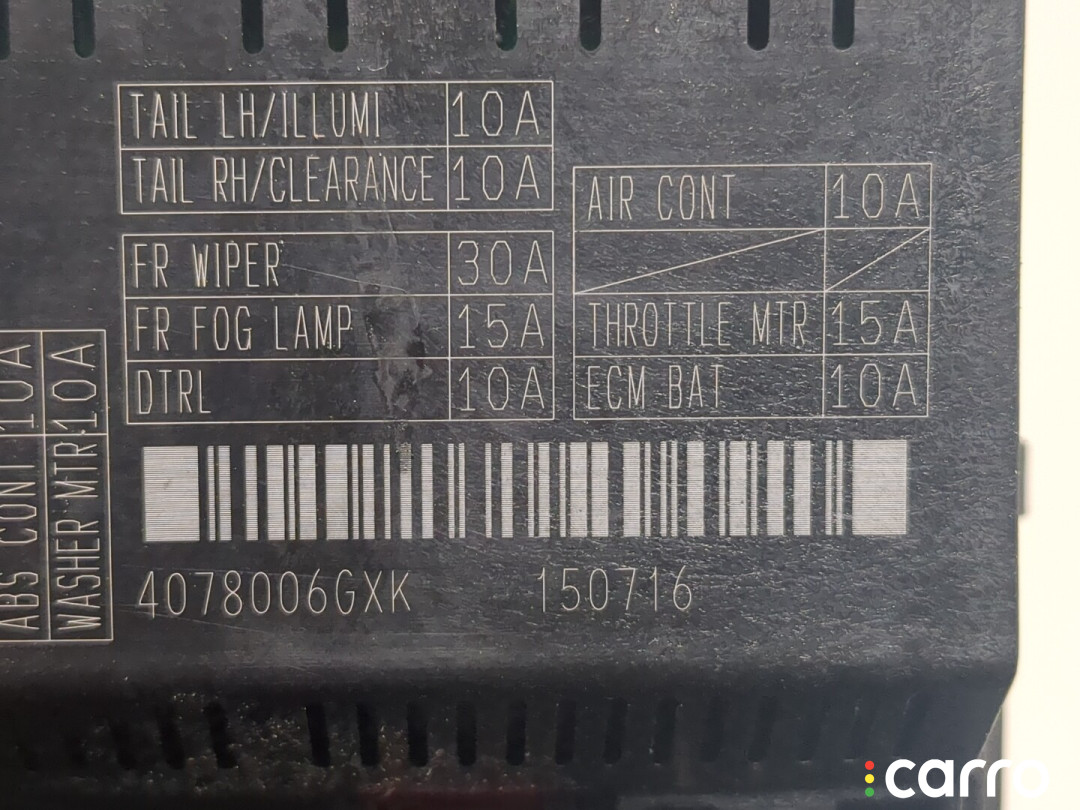 TAIL LH/ILLUMI 10A
TAIL RH/CLEARANCE 10A
FR WIPER 30A
FR FOG LAMP 15A
DTRL 10A
AIR CONT 10A
THROTTLE MTR 15A
ECM BAT 10A
ABS CONT 10A
WASHER MTR 10A
4078006GXK 150716
carro